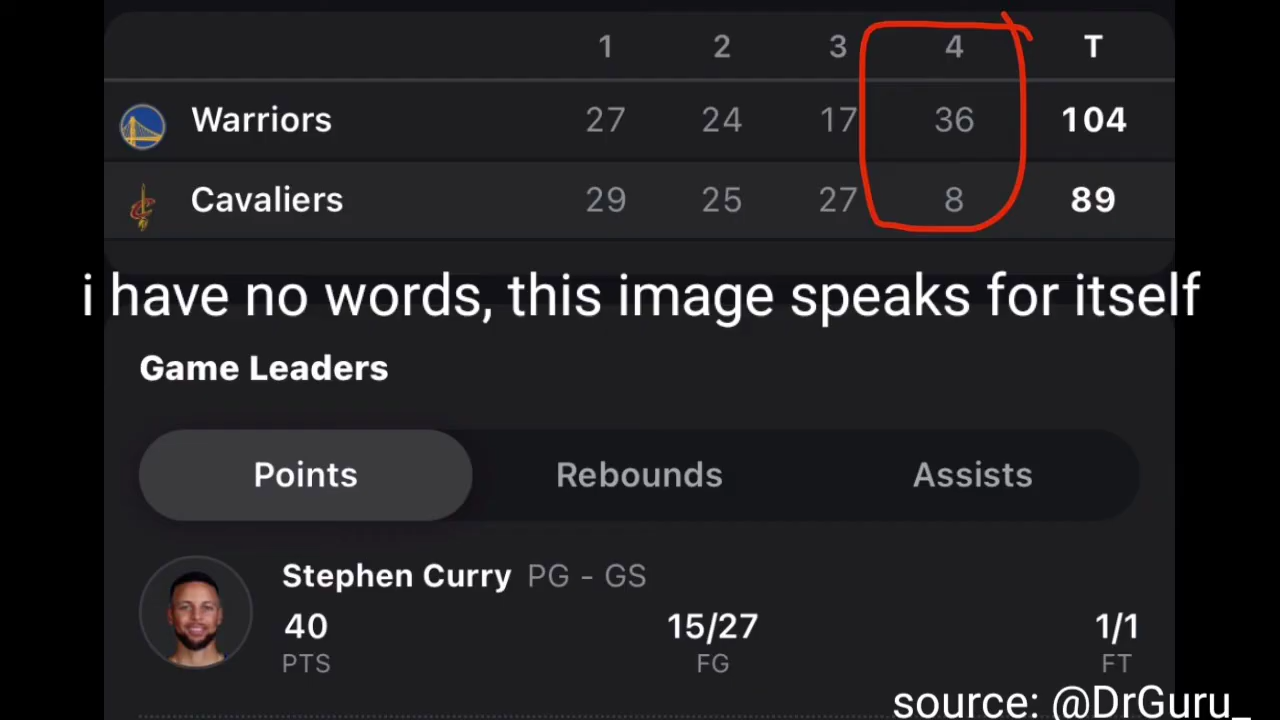 1 2 3 4 T
Warriors 27 24 17 36 104
Cavaliers 29 25 27 8 89
i have no words, this image speaks for itself
Game Leaders
Points Rebounds Assists
Stephen Curry PG - GS
40 15/27 1/1
PTS FG FT
source: @DrGuru_